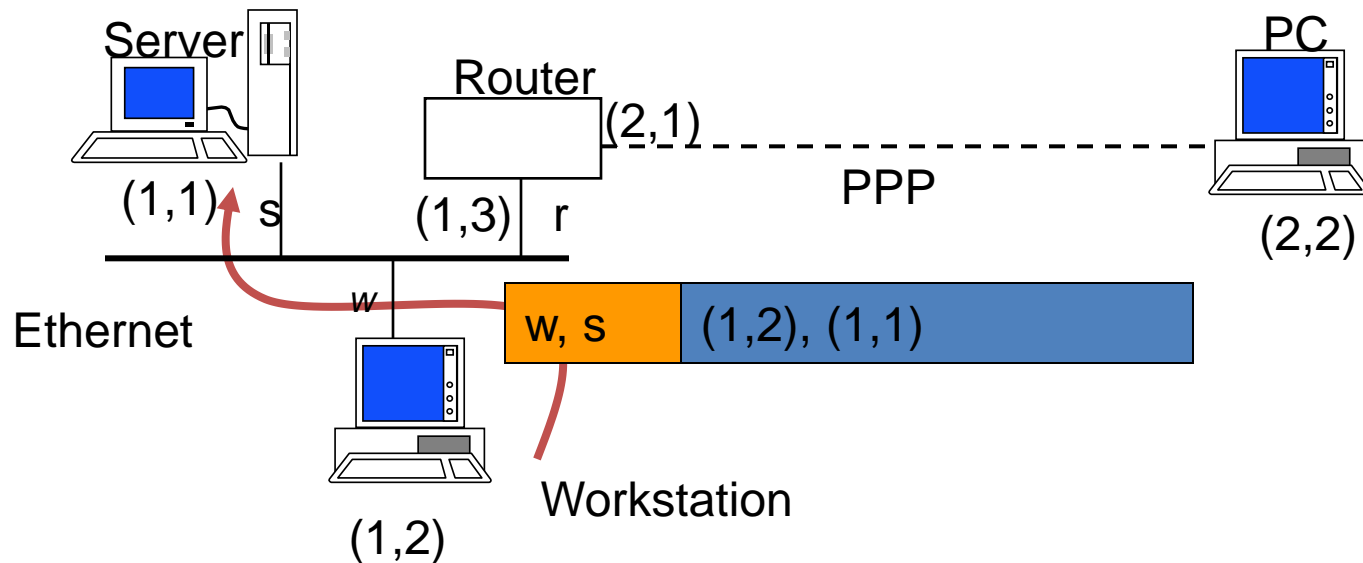 Server
PC
Router
(2,1)
PPP
(1,1)
s
(1,3)
r
(2,2)
w
Ethernet
w, s
(1,2), (1,1)
Workstation
(1,2)